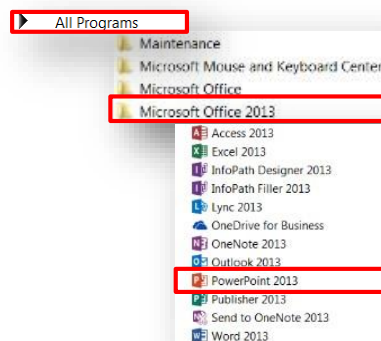 All Programs
Maintenance
Microsoft Mouse and Keyboard Center
Microsoft Office
Microsoft Office 2013
Access 2013
Excel 2013
InfoPath Designer 2013
InfoPath Filler 2013
Lync 2013
OneDrive for Business
OneNote 2013
Outlook 2013
PowerPoint 2013
Publisher 2013
Send to OneNote 2013
Word 2013